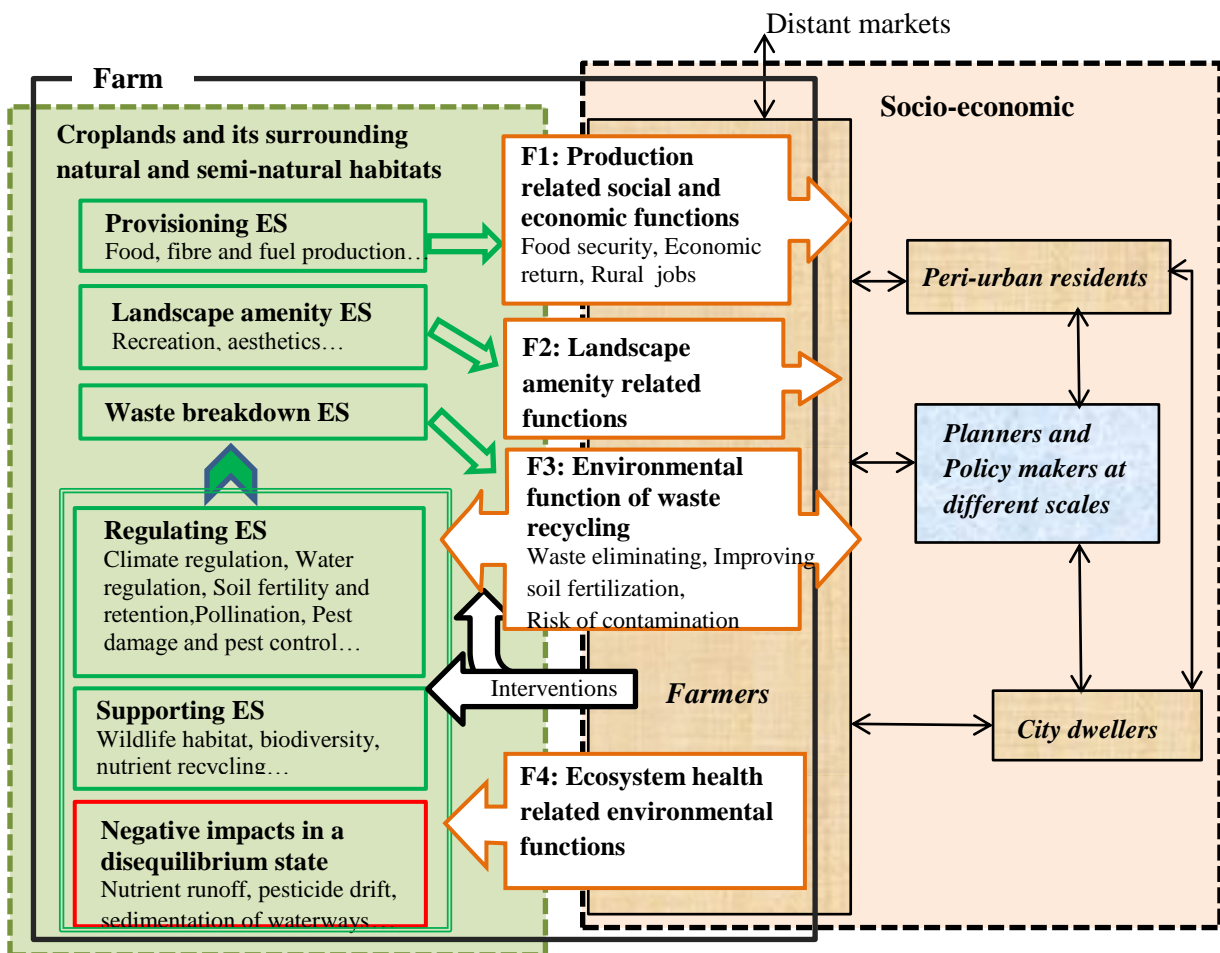 Distant markets
Farm
Socio-economic
Croplands and its surrounding
natural and semi-natural habitats
Provisioning ES
Food, fibre and fuel production…
Landscape amenity ES
Recreation, aesthetics…
Waste breakdown ES
Regulating ES
Climate regulation, Water
regulation, Soil fertility and
retention,Pollination, Pest
damage and pest control…
Supporting ES
Wildlife habitat, biodiversity,
nutrient recycling…
Negative impacts in a
disequilibrium state
Nutrient runoff, pesticide drift,
sedimentation of waterways…
F1: Production
related social and
economic functions
Food security, Economic
return, Rural jobs
F2: Landscape
amenity related
functions
F3: Environmental
function of waste
recycling
Waste eliminating, Improving
soil fertilization,
Risk of contamination
Interventions
Farmers
F4: Ecosystem health
related environmental
functions
Peri-urban residents
Planners and
Policy makers at
different scales
City dwellers